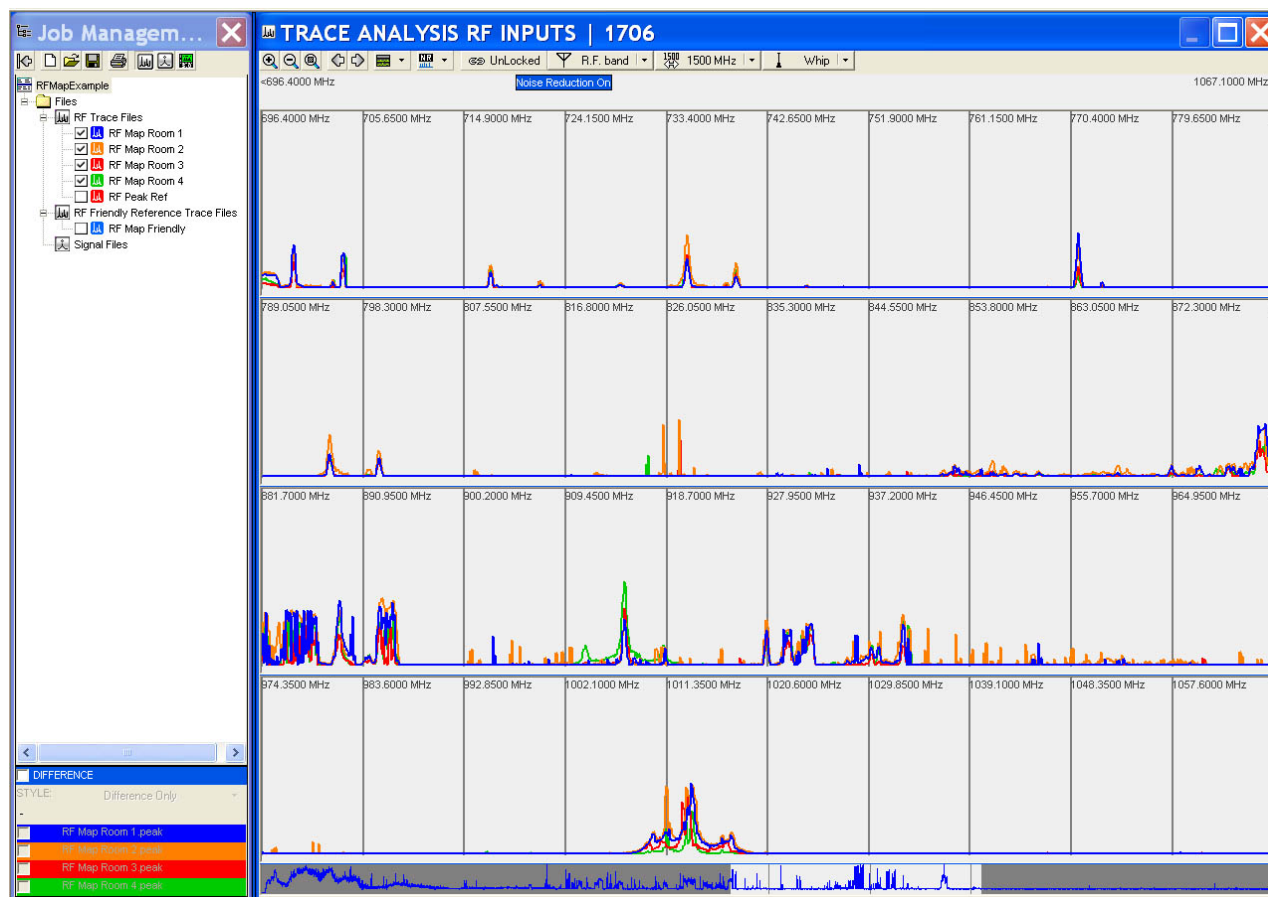 Job Managem...
RFMapExample
Files
RF Trace Files
RF Map Room 1
RF Map Room 2
RF Map Room 3
RF Map Room 4
RF Peak Ref
RF Friendly Reference Trace Files
RF Map Friendly
Signal Files
DIFFERENCE
STYLE: Difference Only
-
RF Map Room 1.peak
RF Map Room 2.peak
RF Map Room 3.peak
RF Map Room 4.peak
TRACE ANALYSIS RF INPUTS | 1706
NR UnLocked R.F. band 1500 1500 MHz Whip
<696.4000 MHz Noise Reduction On 1067.1000 MHz
696.4000 MHz 705.6500 MHz 714.9000 MHz 724.1500 MHz 733.4000 MHz 742.6500 MHz 751.9000 MHz 761.1500 MHz 770.4000 MHz 779.6500 MHz
789.0500 MHz 798.3000 MHz 807.5500 MHz 816.8000 MHz 826.0500 MHz 835.3000 MHz 844.5500 MHz 853.8000 MHz 863.0500 MHz 872.3000 MHz
881.7000 MHz 890.9500 MHz 900.2000 MHz 909.4500 MHz 918.7000 MHz 927.9500 MHz 937.2000 MHz 946.4500 MHz 955.7000 MHz 964.9500 MHz
974.3500 MHz 983.6000 MHz 992.8500 MHz 1002.1000 MHz 1011.3500 MHz 1020.6000 MHz 1029.8500 MHz 1039.1000 MHz 1048.3500 MHz 1057.6000 MHz